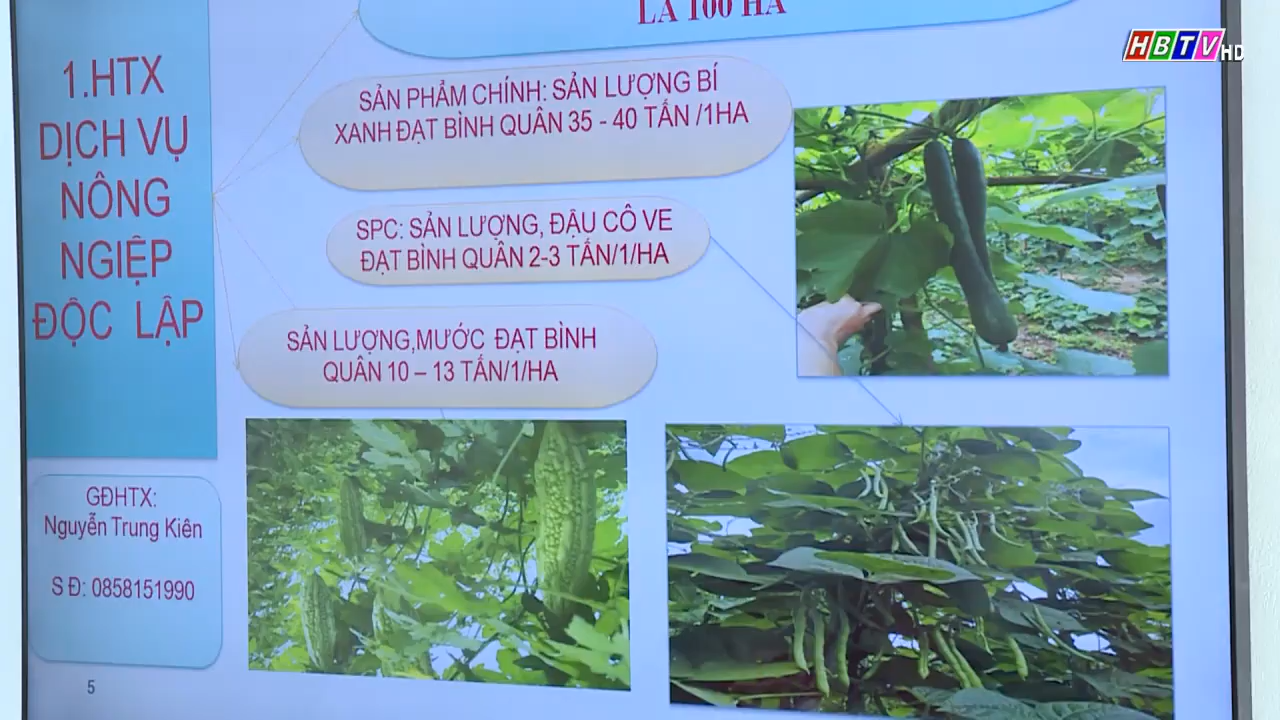 LÀ 100 HA
HBTV HD
1.HTX
DỊCH VỤ
NÔNG
NGIỆP
ĐỘC LẬP
SẢN PHẨM CHÍNH: SẢN LƯỢNG BÍ
XANH ĐẠT BÌNH QUÂN 35 - 40 TẤN /1HA
SPC: SẢN LƯỢNG, ĐẬU CÔ VE
ĐẠT BÌNH QUÂN 2-3 TẤN/1/HA
SẢN LƯỢNG,MƯỚC ĐẠT BÌNH
QUÂN 10 – 13 TẤN/1/HA
GĐHTX:
Nguyễn Trung Kiên
S Đ: 0858151990
5